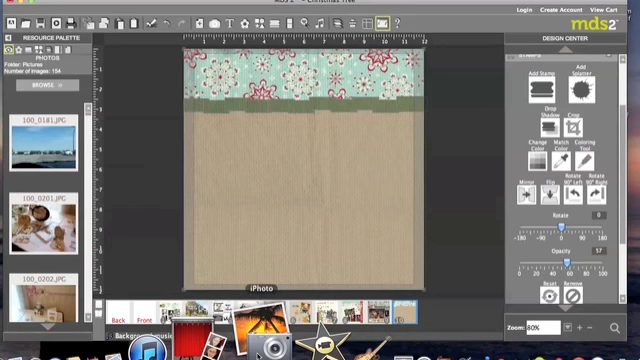 MDS 2 - Christmas Tree
Login Create Account View Cart
mds2
RESOURCE PALETTE
DESIGN CENTER
PHOTOS
Folder: Pictures
Number of images: 154
BROWSE
100_0181.JPG
100_0201.JPG
100_0202.JPG
STAMPS
Add Stamp
Add Splatter
Drop Shadow
Crop
Change Color
Match Color
Coloring Tool
Mirror
Flip
Rotate 90° Left
Rotate 90° Right
Rotate 0
-180 -90 0 90 180
Opacity 57
0 20 40 60 80 100
Reset
Remove
Zoom: 80%
iPhoto
Back Front